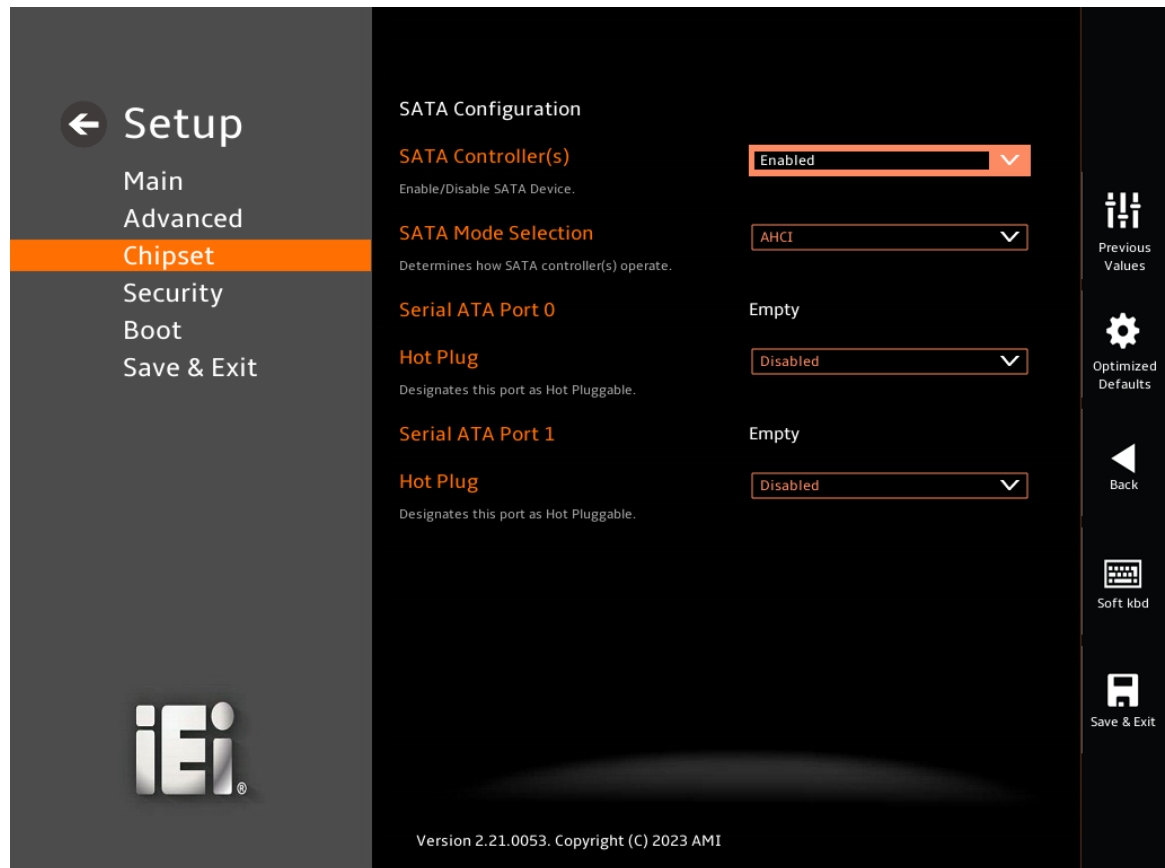 Setup
Main
Advanced
Chipset
Security
Boot
Save & Exit
SATA Configuration
SATA Controller(s)
Enabled
Enable/Disable SATA Device.
SATA Mode Selection
AHCI
Determines how SATA controller(s) operate.
Serial ATA Port 0
Empty
Hot Plug
Disabled
Designates this port as Hot Pluggable.
Serial ATA Port 1
Empty
Hot Plug
Disabled
Designates this port as Hot Pluggable.
Previous
Values
Optimized
Defaults
Back
Soft kbd
Save & Exit
iEi®
Version 2.21.0053. Copyright (C) 2023 AMI